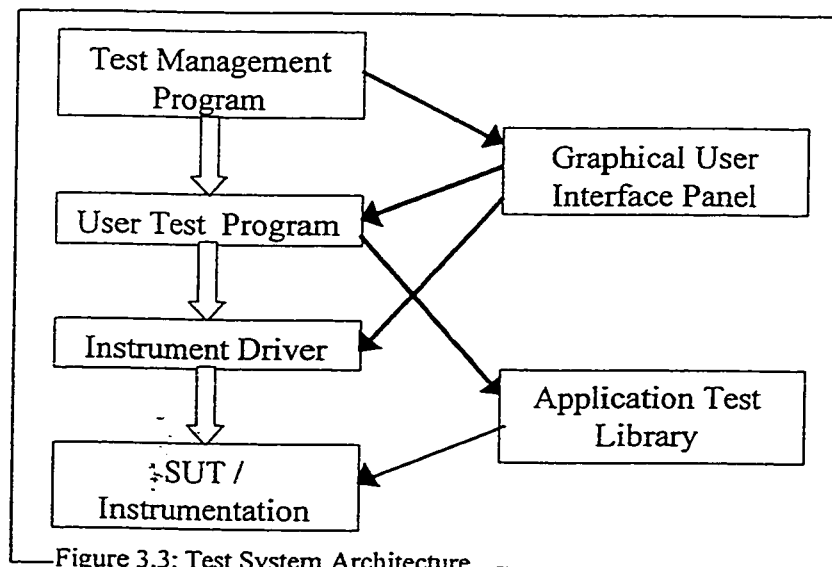 Test Management
Program
Graphical User
Interface Panel
User Test Program
Instrument Driver
Application Test
Library
SUT /
Instrumentation
Figure 3.3: Test System Architecture